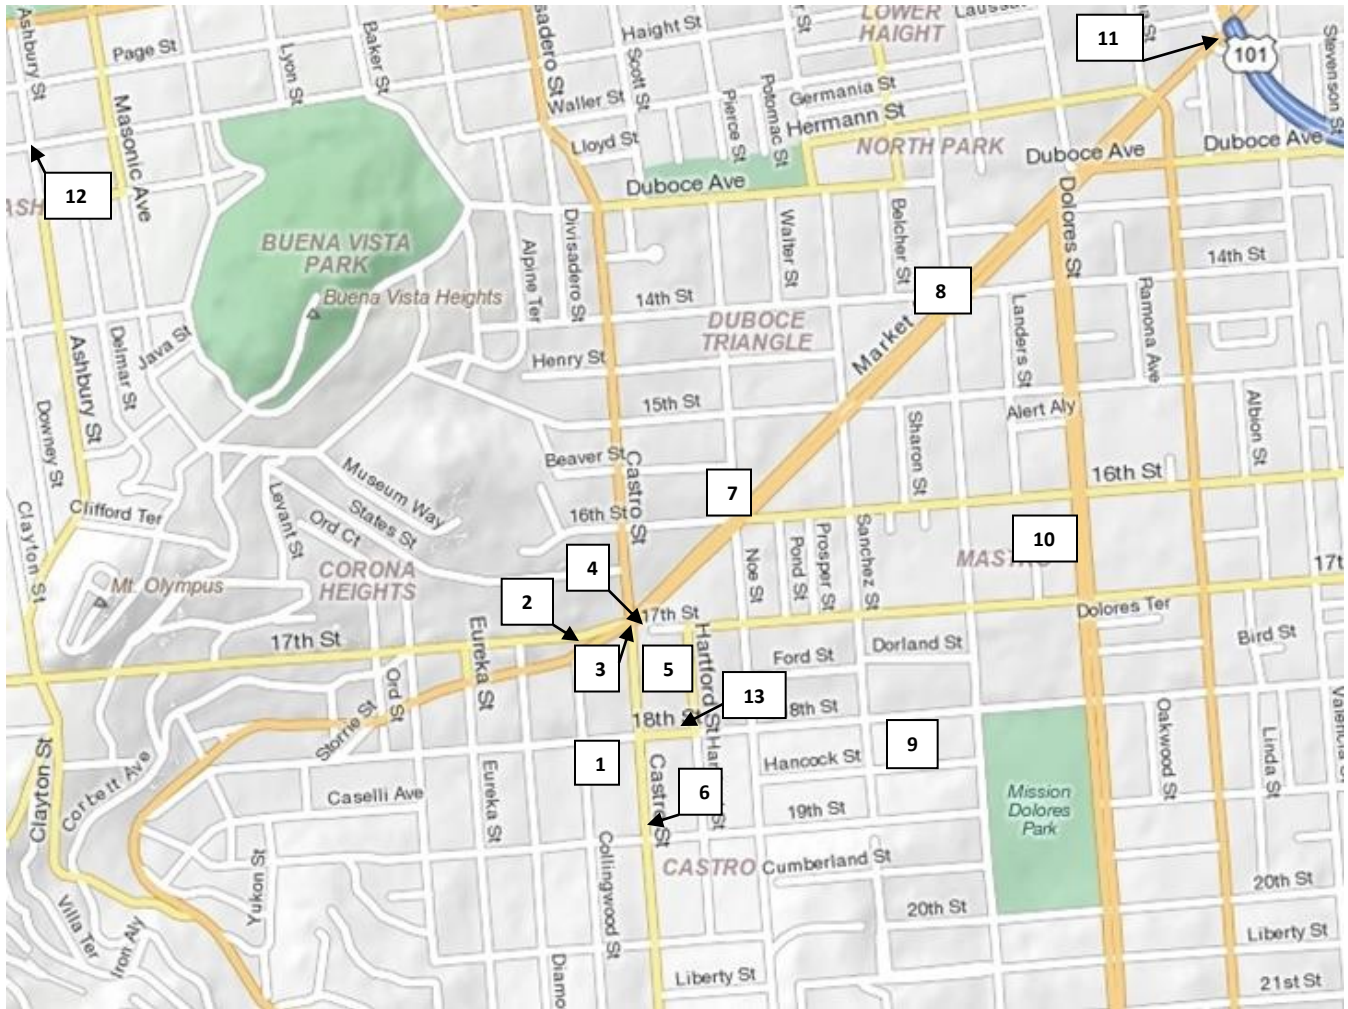 Ashbury St
Page St
Masonic Ave
Lyon St
Baker St
sadero St
Haight St
Scott St
LOWER
HAIGHT
Laussa
11
101
Stevenson St
Waller St
Lloyd St
Pierce St
Potomac St
Germania St
Hermann St
NORTH PARK
Duboce Ave
Duboce Ave
Duboce Ave
12
ASH
BUENA VISTA
PARK
Buena Vista Heights
Alpine Ter
Divisadero St
Walter St
Belcher St
Dolores St
14th St
14th St
8
DUBOCE
TRIANGLE
Market
Landers St
Ramona Ave
Java St
Delmar St
Ashbury St
Downey St
Henry St
15th St
Alert Aly
Albion St
Sharon St
Beaver St
Castro St
16th St
Museum Way
States St
Ord Ct
Levant St
Clifford Ter
Clayton St
16th St
7
Noe St
Pond St
Prosper St
Sanchez St
10
MAST
17t
CORONA
HEIGHTS
Mt. Olympus
4
2
17th St
17th St
Dolores Ter
Eureka St
3
5
Hartford St
Ford St
Dorland St
Bird St
Ord St
Storrie St
13
18th St
8th St
9
1
Hancock St
Oakwood St
Linda St
Valencia S
Clayton St
Corbett Ave
Caselli Ave
Eureka St
Castro St
6
19th St
Mission
Dolores
Park
Collingwood St
CASTRO
Cumberland St
Yukon St
20th St
20th St
Villa Ter
Iron Aly
Diamo
Liberty St
Liberty St
21st St